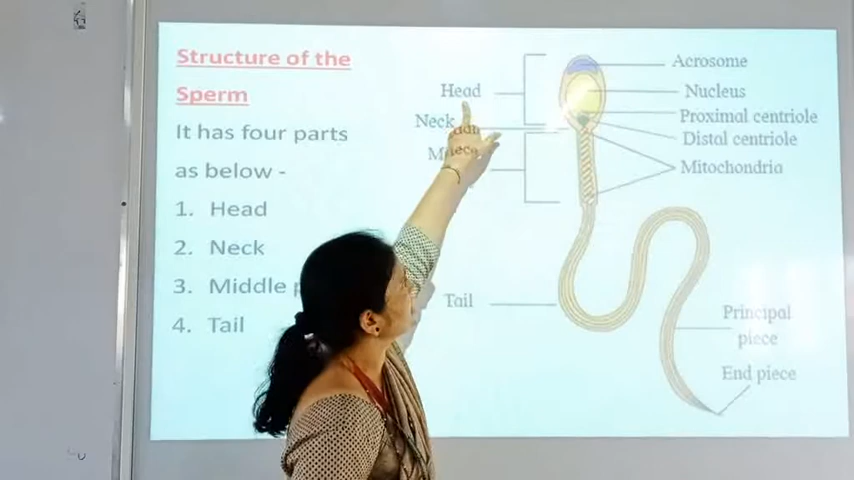 Structure of the
Sperm
It has four parts
as below -
1. Head
2. Neck
3. Middle
4. Tail
Head
Neck
Tail
Acrosome
Nucleus
Proximal centriole
Distal centriole
Mitochondria
Principal
piece
End piece